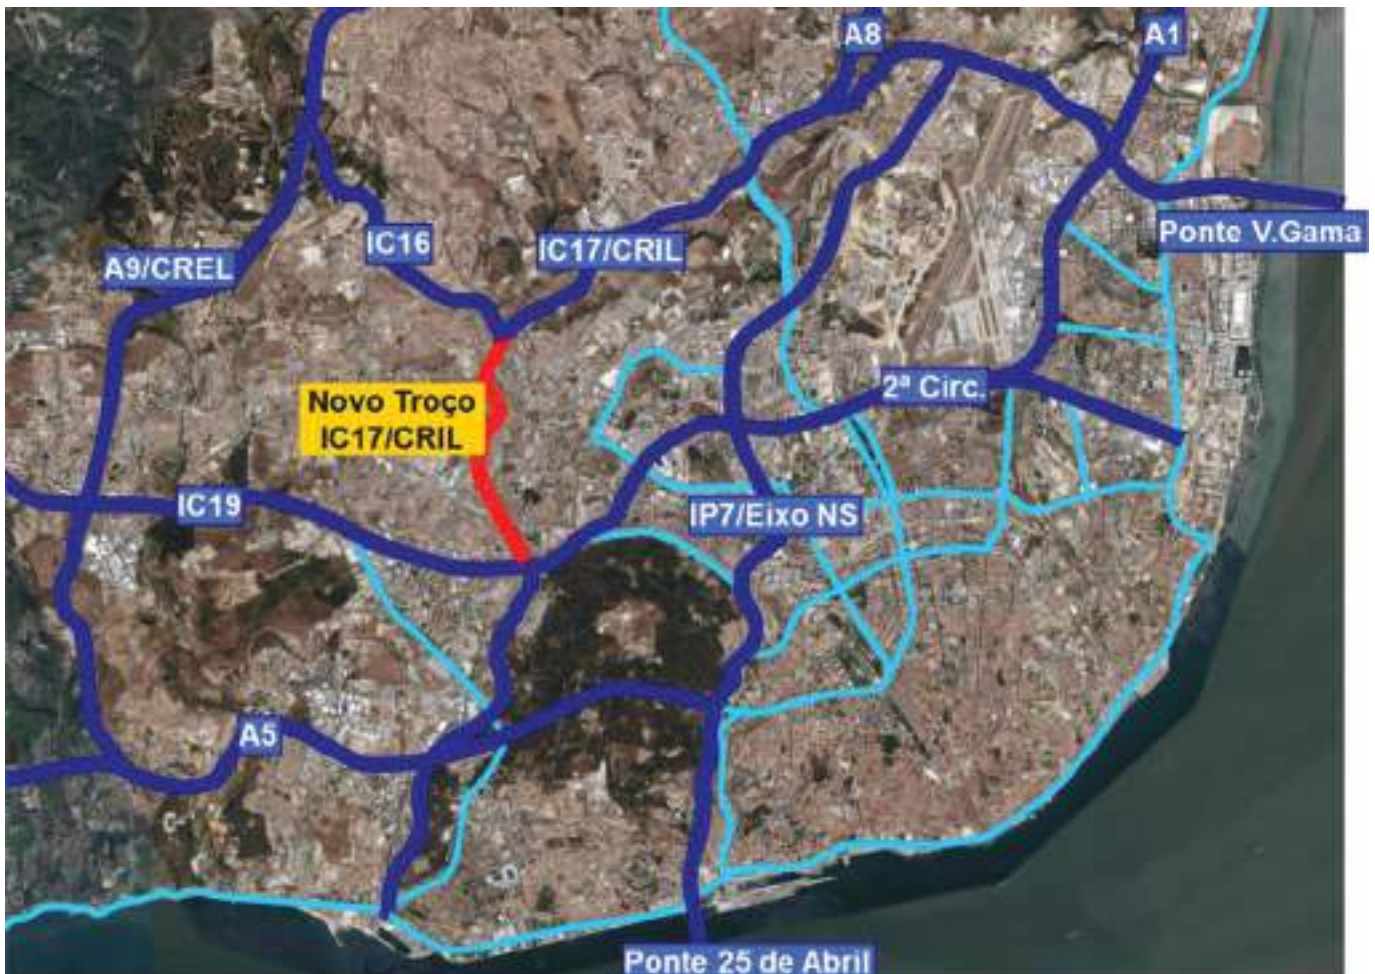 A8
A1
Ponte V.Gama
IC16
IC17/CRIL
A9/CREL
2ª Circ.
Novo Troço
IC17/CRIL
IC19
IP7/Eixo NS
A5
Ponte 25 de Abril